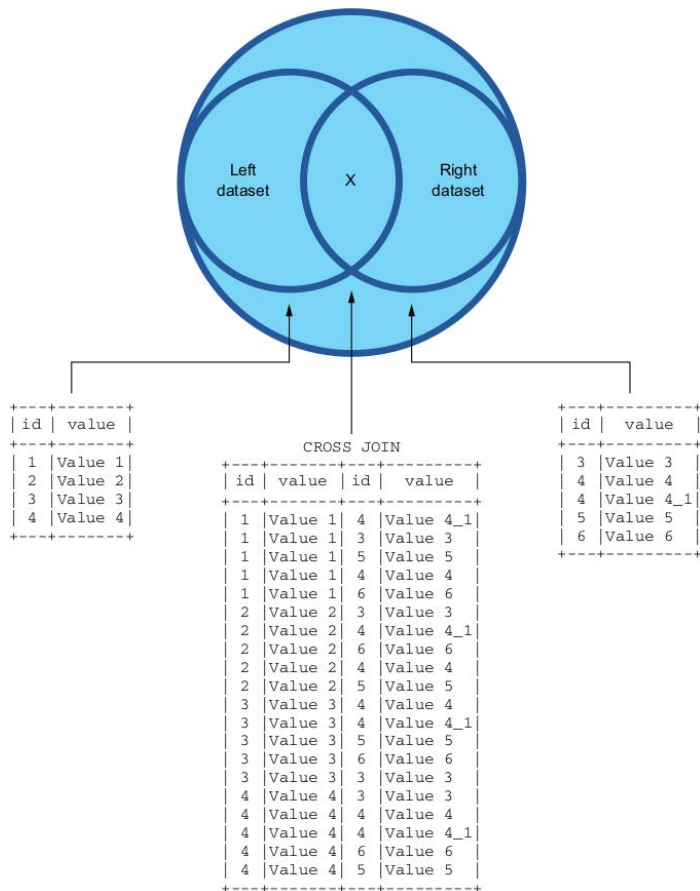 Left
dataset
X
Right
dataset
+---+-------+
| id | value |
+---+-------+
| 1 |Value 1|
| 2 |Value 2|
| 3 |Value 3|
| 4 |Value 4|
+---+-------+
CROSS JOIN
+---+-------+---+---------+
| id | value | id | value |
+---+-------+---+---------+
| 1 |Value 1| 4 |Value 4_1|
| 1 |Value 1| 3 |Value 3 |
| 1 |Value 1| 5 |Value 5 |
| 1 |Value 1| 4 |Value 4 |
| 1 |Value 1| 6 |Value 6 |
| 2 |Value 2| 3 |Value 3 |
| 2 |Value 2| 4 |Value 4_1|
| 2 |Value 2| 6 |Value 6 |
| 2 |Value 2| 4 |Value 4 |
| 2 |Value 2| 5 |Value 5 |
| 3 |Value 3| 4 |Value 4 |
| 3 |Value 3| 4 |Value 4_1|
| 3 |Value 3| 5 |Value 5 |
| 3 |Value 3| 6 |Value 6 |
| 3 |Value 3| 3 |Value 3 |
| 4 |Value 4| 3 |Value 3 |
| 4 |Value 4| 4 |Value 4 |
| 4 |Value 4| 4 |Value 4_1|
| 4 |Value 4| 6 |Value 6 |
| 4 |Value 4| 5 |Value 5 |
+---+-------+---+---------+
+---+---------+
| id | value |
+---+---------+
| 3 |Value 3 |
| 4 |Value 4 |
| 4 |Value 4_1|
| 5 |Value 5 |
| 6 |Value 6 |
+---+---------+